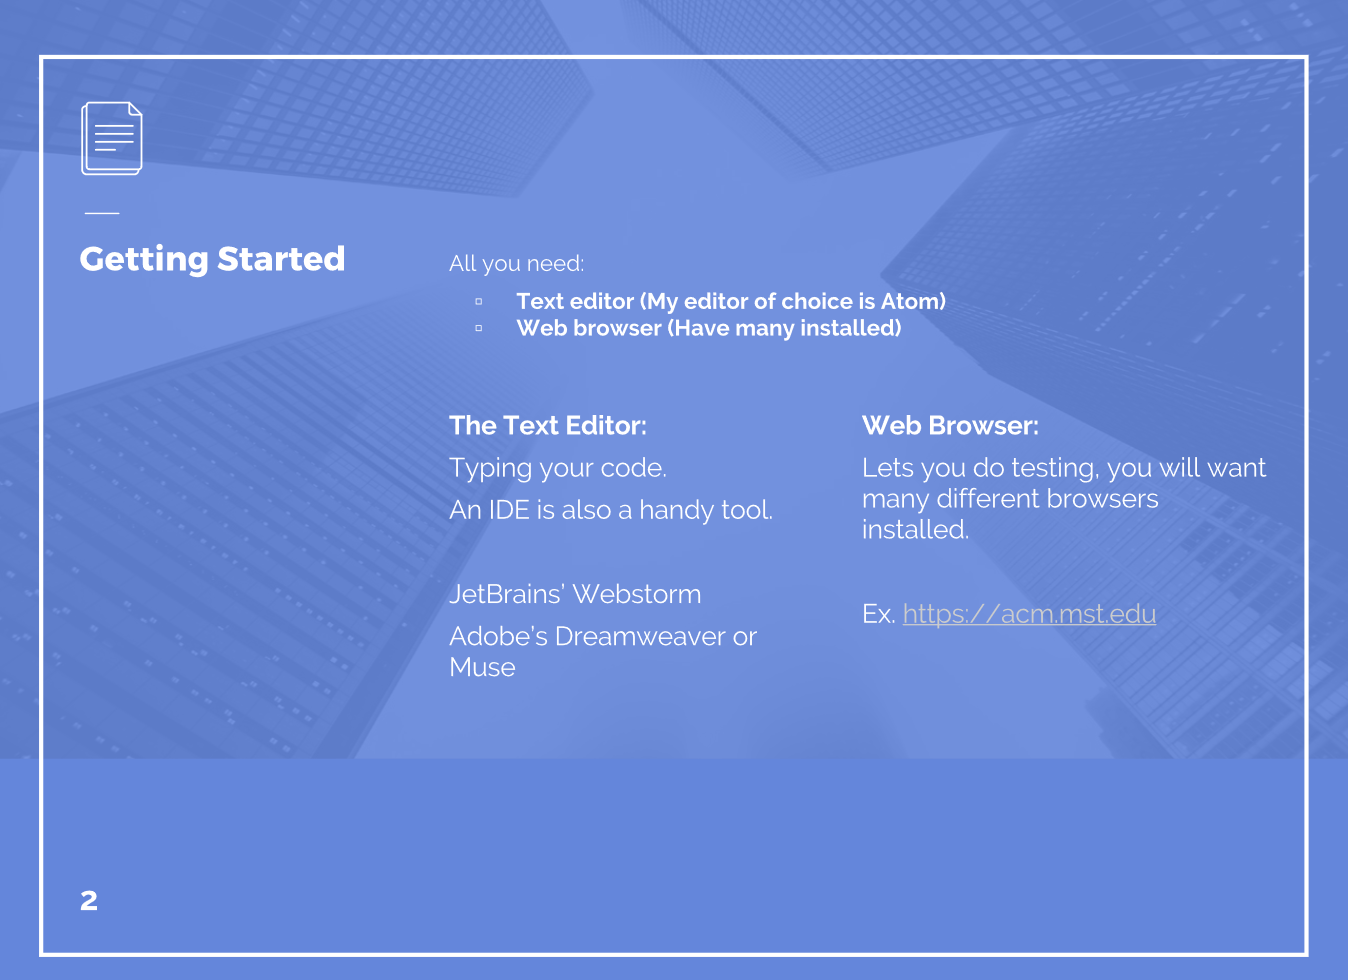 Getting Started
All you need:
▫ Text editor (My editor of choice is Atom)
▫ Web browser (Have many installed)
The Text Editor:
Typing your code.
An IDE is also a handy tool.
JetBrains’ Webstorm
Adobe’s Dreamweaver or
Muse
Web Browser:
Lets you do testing, you will want
many different browsers
installed.
Ex. https://acm.mst.edu
2